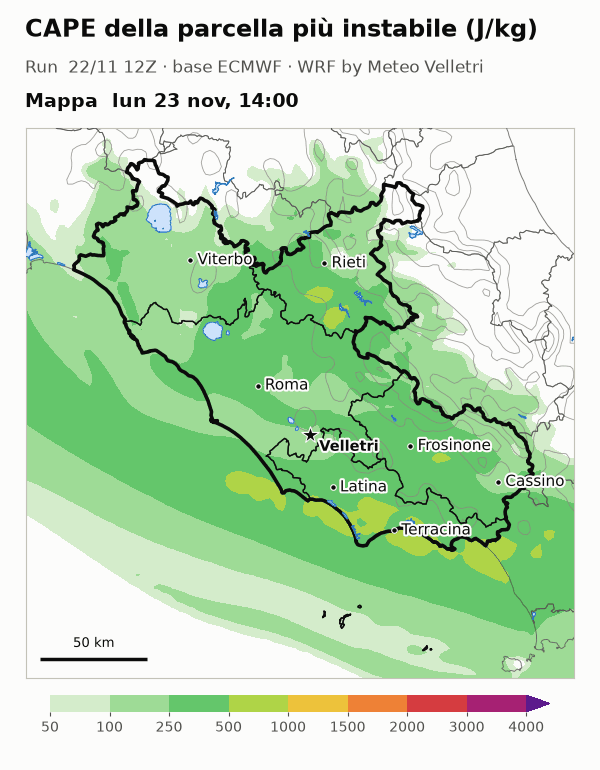 CAPE della parcella più instabile (J/kg)
Run  22/11 12Z · base ECMWF · WRF by Meteo Velletri
Mappa  lun 23 nov, 14:00
Viterbo
Rieti
Roma
Velletri
Frosinone
Cassino
Latina
Terracina
50 km
50 100 250 500 1000 1500 2000 3000 4000